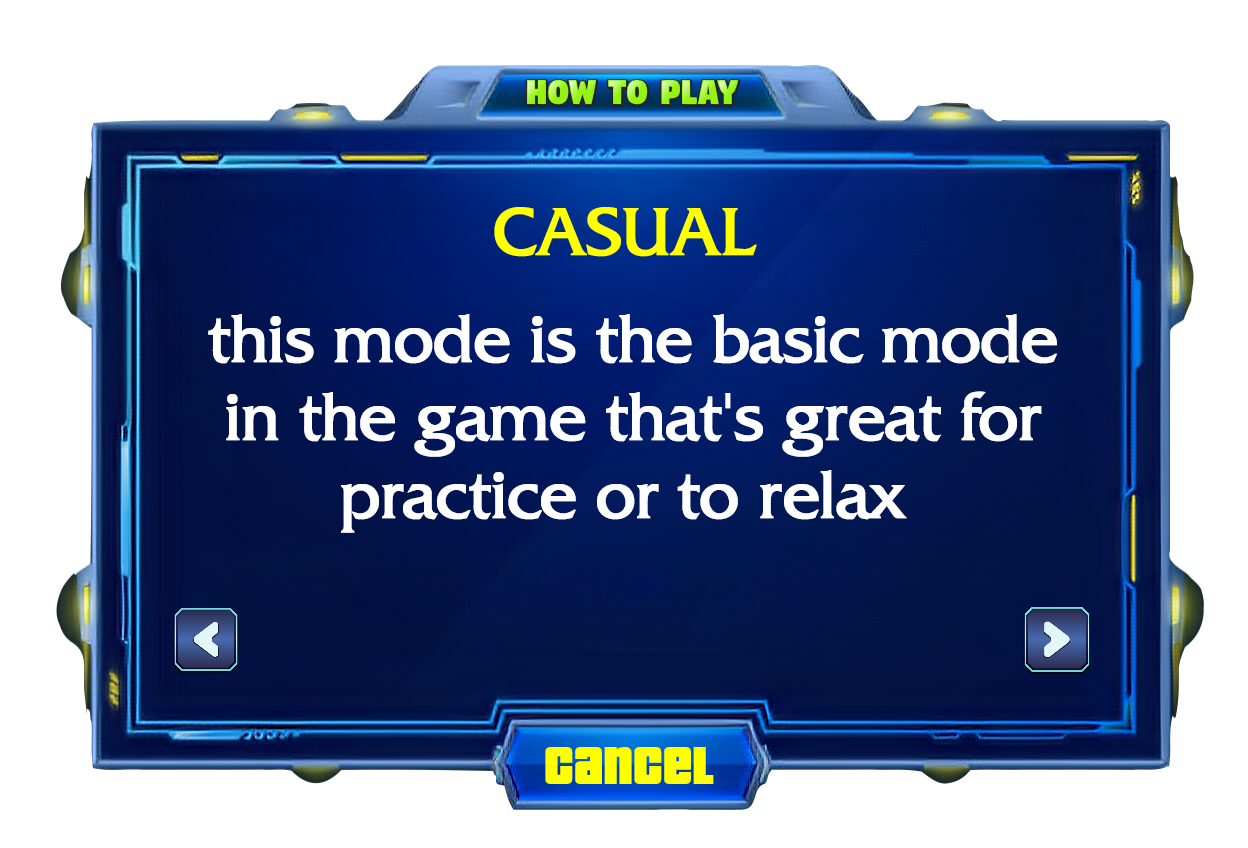 HOW TO PLAY
CASUAL
this mode is the basic mode
in the game that's great for
practice or to relax
CANCEL